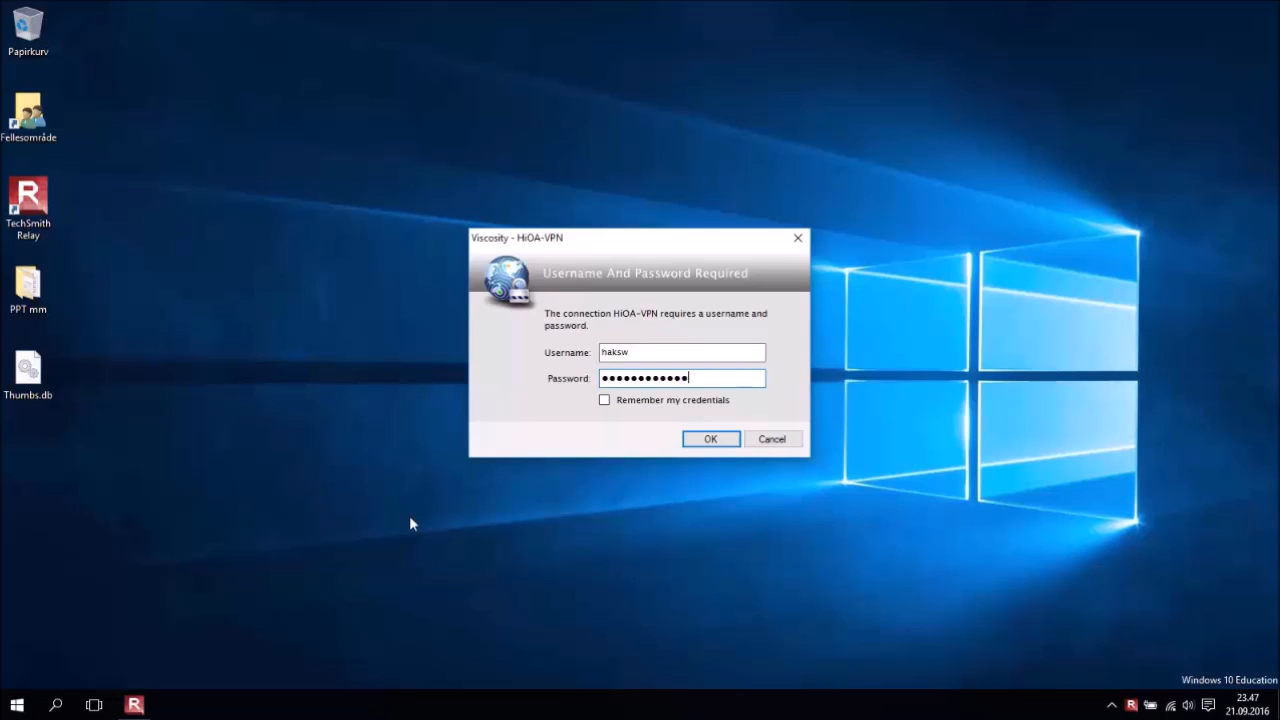 Papirkurv
Fellesområde
R
TechSmith
Relay
PPT mm
Thumbs.db
Viscosity - HiOA-VPN
Username And Password Required
The connection HiOA-VPN requires a username and
password.
Username: haksw
Password: ●●●●●●●●●●●●
Remember my credentials
OK
Cancel
Windows 10 Education
R
R
23.47
21.09.2016